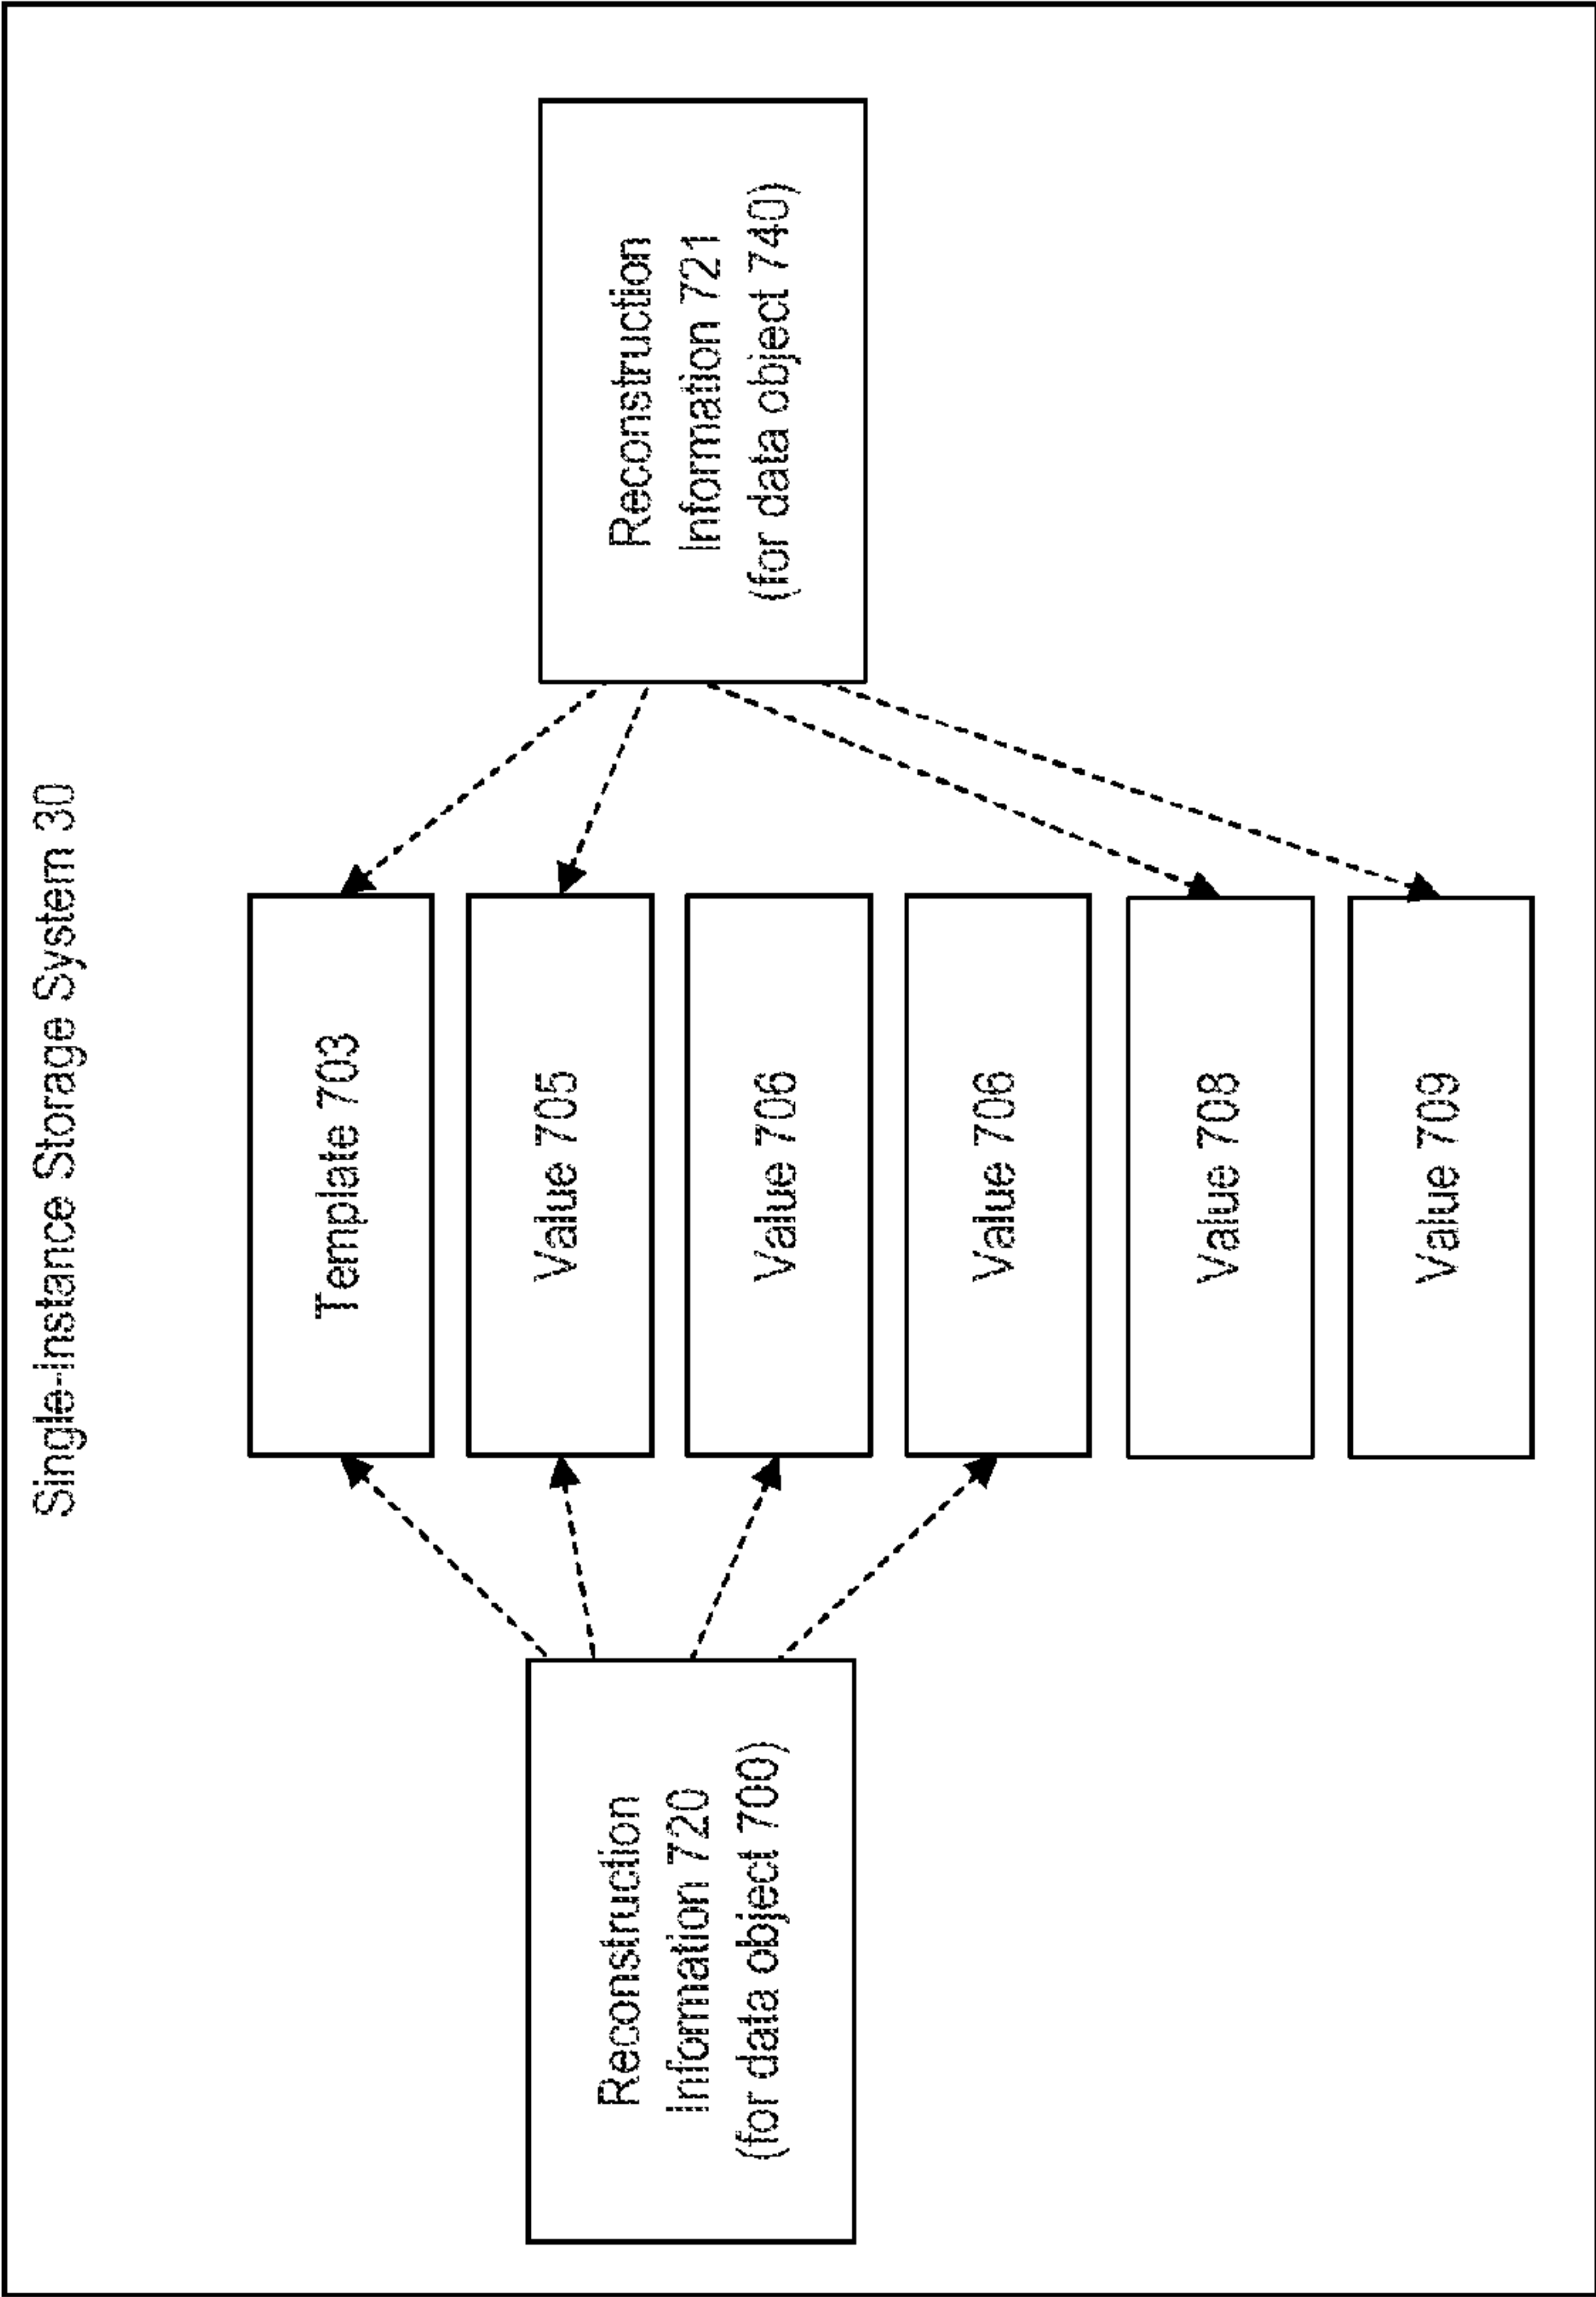 Single-Instance Storage System 30
Reconstruction
Information 720
(for data object 700)
Template 703
Value 705
Value 706
Value 706
Value 708
Value 709
Reconstruction
Information 721
(for data object 740)